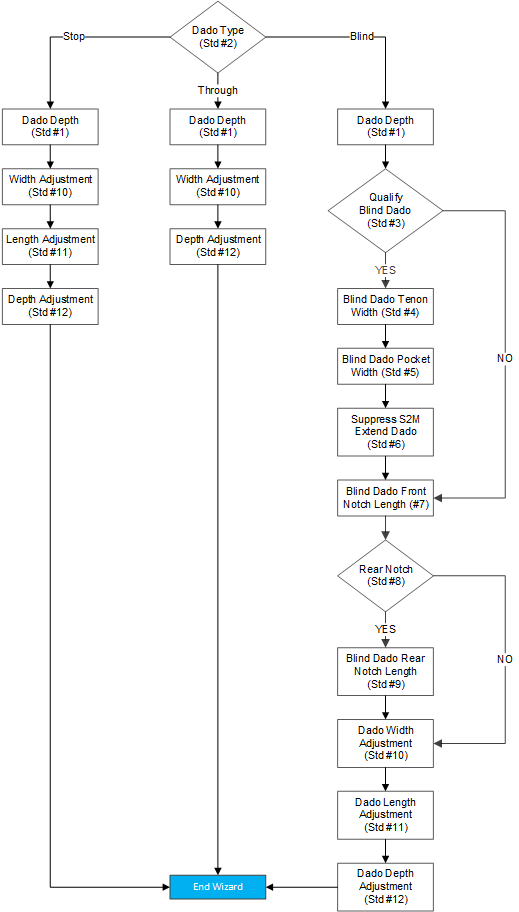 Dado Type
(Std #2)
Stop
Blind
Through
Dado Depth
(Std #1)
Dado Depth
(Std #1)
Dado Depth
(Std #1)
Width Adjustment
(Std #10)
Width Adjustment
(Std #10)
Qualify
Blind Dado
(Std #3)
Length Adjustment
(Std #11)
Depth Adjustment
(Std #12)
YES
Depth Adjustment
(Std #12)
Blind Dado Tenon
Width (Std #4)
Blind Dado Pocket
Width (Std #5)
NO
Suppress S2M
Extend Dado
(Std #6)
Blind Dado Front
Notch Length (#7)
Rear Notch
(Std #8)
YES
Blind Dado Rear
Notch Length
(Std #9)
NO
Dado Width
Adjustment
(Std #10)
Dado Length
Adjustment
(Std #11)
Dado Depth
Adjustment
(Std #12)
End Wizard